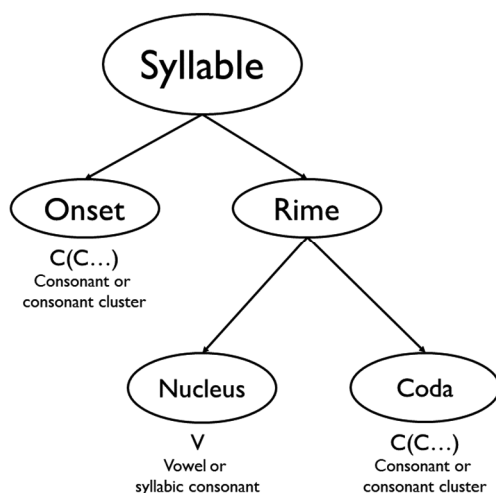 Syllable
Onset
Rime
C(C...)
Consonant or
consonant cluster
Nucleus
Coda
V
C(C...)
Vowel or
syllabic consonant
Consonant or
consonant cluster